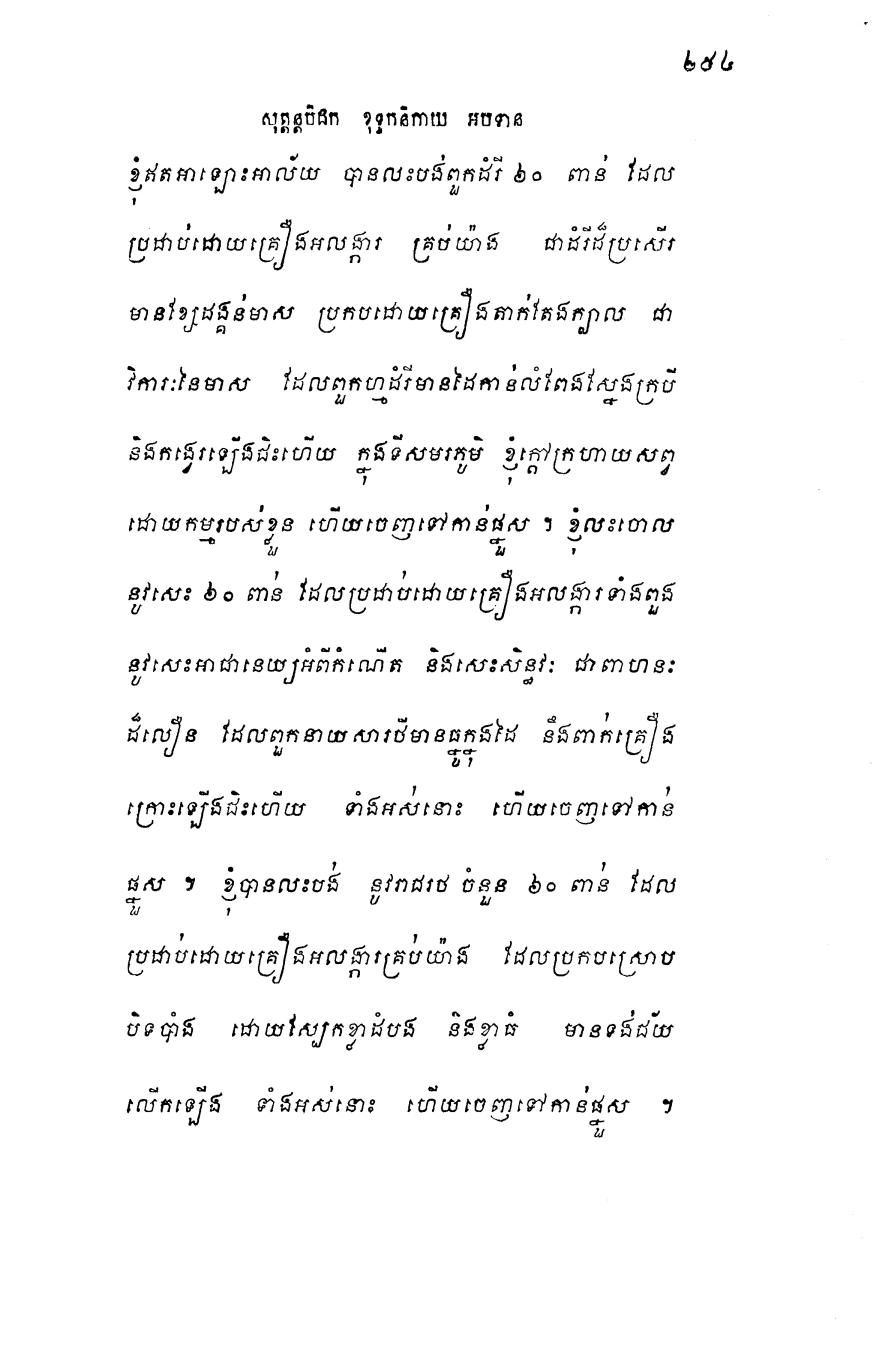 ២៩៤
សុត្តន្តបិដក ខុទ្ទកនិកាយ អបទាន
ខ្ញុំឥតអាឡោះអាល័យ បានលះបង់ពួកដំរី ៦០ ពាន់ ដែល
ប្រដាប់ដោយគ្រឿងអលង្ការ គ្រប់យ៉ាង ជាដំរីដ៏ប្រសើរ
មានខ្សែដង្គន់មាស ប្រកបដោយគ្រឿងតាក់តែងក្បាល ជា
វិការៈនៃមាស ដែលពួកហ្មដំរីមានដៃកាន់លំពែងស្នែងក្របី
និងកង្វេរឡើងជិះហើយ ក្នុងទីសមរភូមិ ខ្ញុំក្តៅក្រហាយសព្វ
ដោយកម្មរបស់ខ្លួន ហើយចេញទៅកាន់ផ្នួស ។ ខ្ញុំលះចោល
នូវសេះ ៦០ ពាន់ ដែលប្រដាប់ដោយគ្រឿងអលង្ការទាំងពួង
នូវសេះអាជានេយ្យអំពីកំណើត និងសេះសិន្ធវៈ ជាពាហនៈ
ដ៏លឿន ដែលពួកនាយសារថីមានធ្នូក្នុងដៃ នឹងពាក់គ្រឿង
ក្រោះឡើងជិះហើយ ទាំងអស់នោះ ហើយចេញទៅកាន់
ផ្នួស ។ ខ្ញុំបានលះបង់ នូវរាជរថ ចំនួន ៦០ ពាន់ ដែល
ប្រដាប់ដោយគ្រឿងអលង្ការគ្រប់យ៉ាង ដែលប្រកបស្រោប
បិទបាំង ដោយស្បែកខ្លាដំបង និងខ្លាធំ មានទង់ជ័យ
លើកឡើង ទាំងអស់នោះ ហើយចេញទៅកាន់ផ្នួស ។